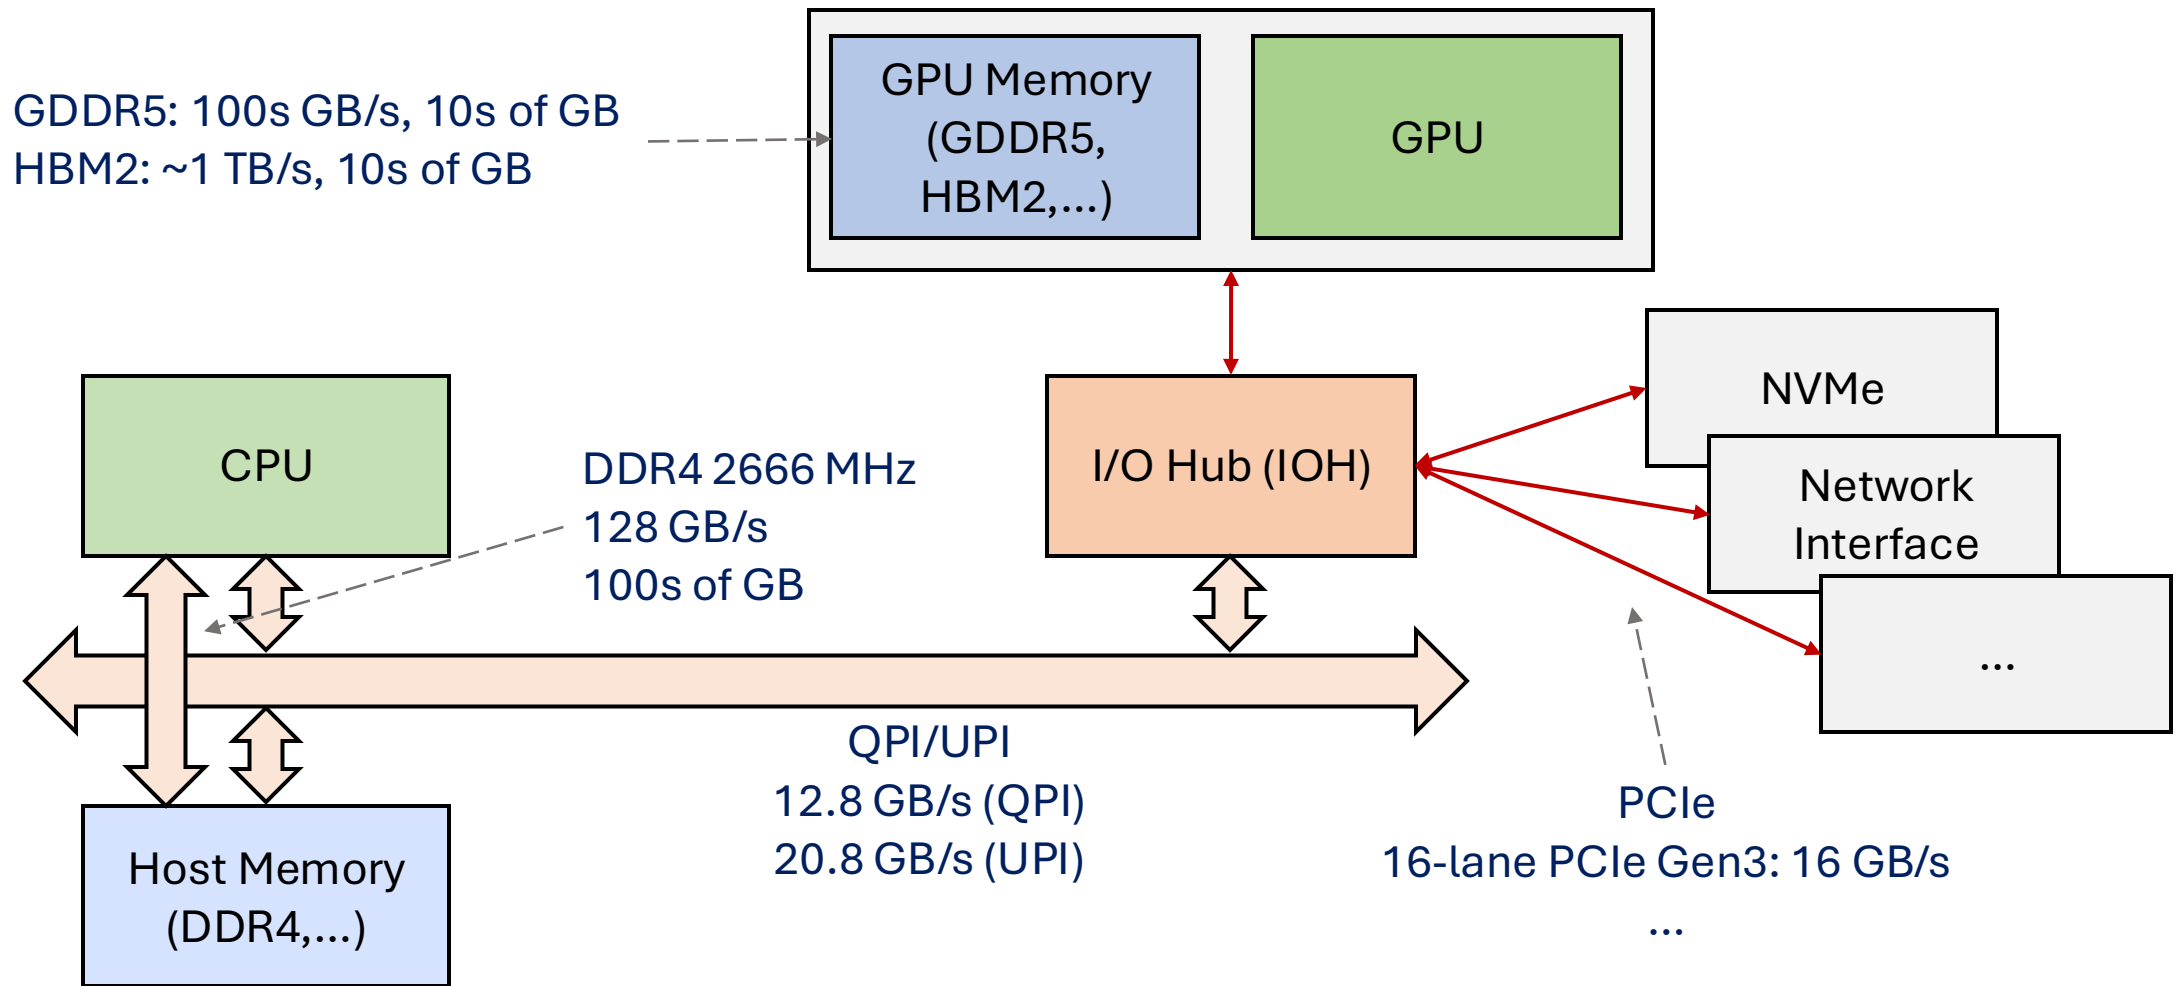 GPU Memory
(GDDR5,
HBM2,...)
GPU
GDDR5: 100s GB/s, 10s of GB
HBM2: ~1 TB/s, 10s of GB
NVMe
CPU
DDR4 2666 MHz
128 GB/s
100s of GB
I/O Hub (IOH)
Network
Interface
...
QPI/UPI
12.8 GB/s (QPI)
20.8 GB/s (UPI)
PCIe
16-lane PCIe Gen3: 16 GB/s
...
Host Memory
(DDR4,...)